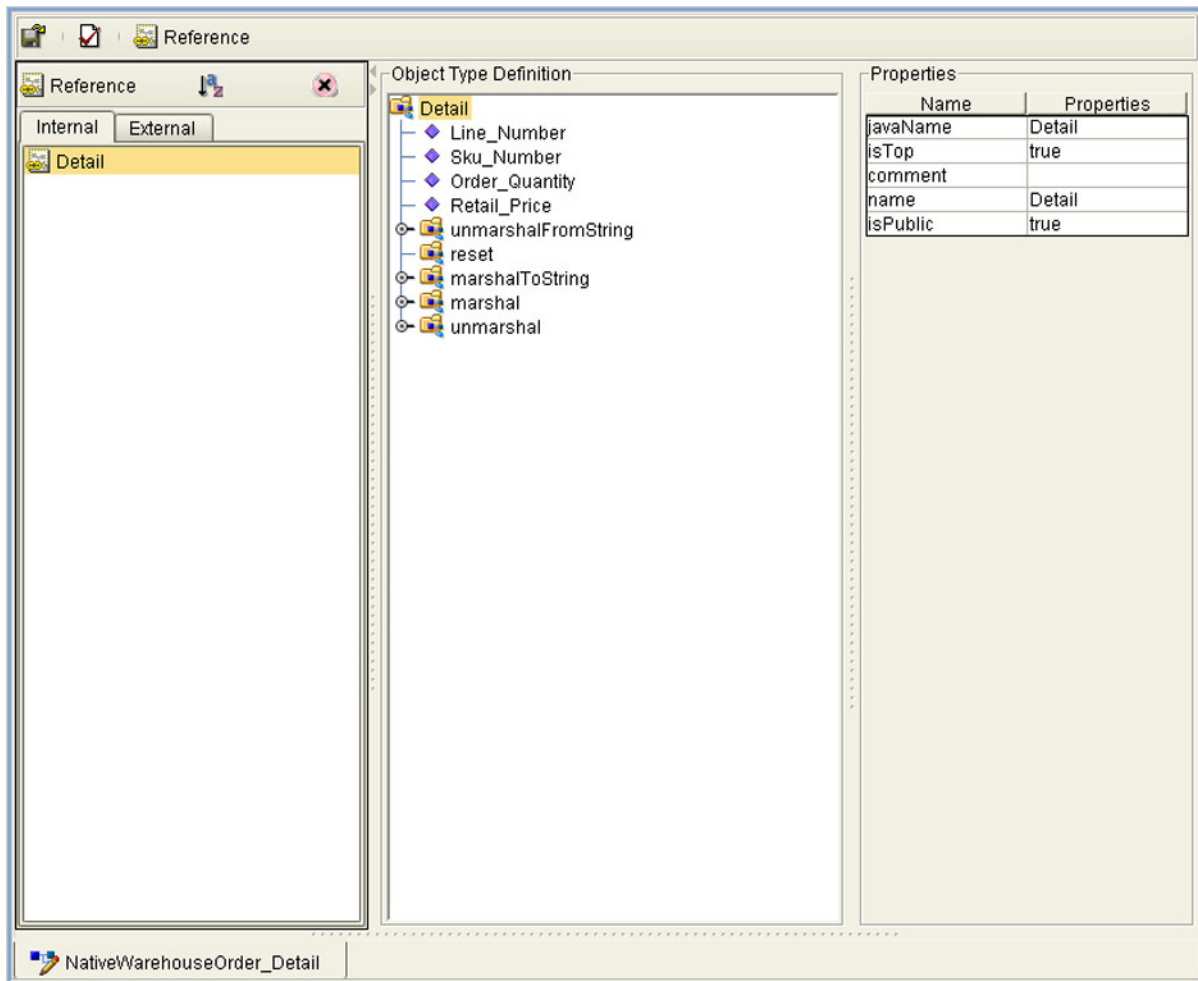 Reference
Reference
Internal External
Detail
Object Type Definition
Detail
Line_Number
Sku_Number
Order_Quantity
Retail_Price
unmarshalFromString
reset
marshalToString
marshal
unmarshal
Properties
Name Properties
javaName Detail
isTop true
comment
name Detail
isPublic true
NativeWarehouseOrder_Detail